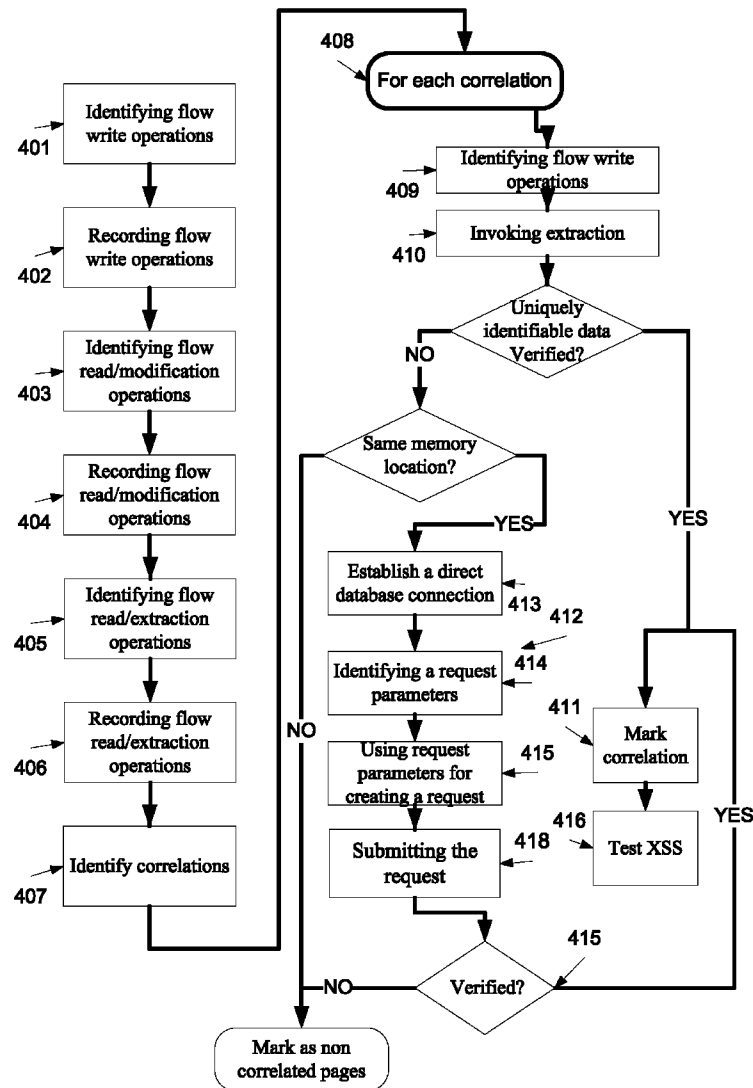 Identifying flow
write operations
401
Recording flow
write operations
402
Identifying flow
read/modification
operations
403
Recording flow
read/modification
operations
404
Identifying flow
read/extraction
operations
405
Recording flow
read/extraction
operations
406
Identify correlations
407
408
For each correlation
Identifying flow write
operations
409
Invoking extraction
410
Uniquely
identifiable data
Verified?
NO
YES
Same memory
location?
NO
YES
Establish a direct
database connection
413
412
Identifying a request
parameters
414
Using request
parameters for
creating a request
415
Submitting the
request
418
411
Mark
correlation
416
Test XSS
YES
Verified?
415
NO
Mark as non
correlated pages